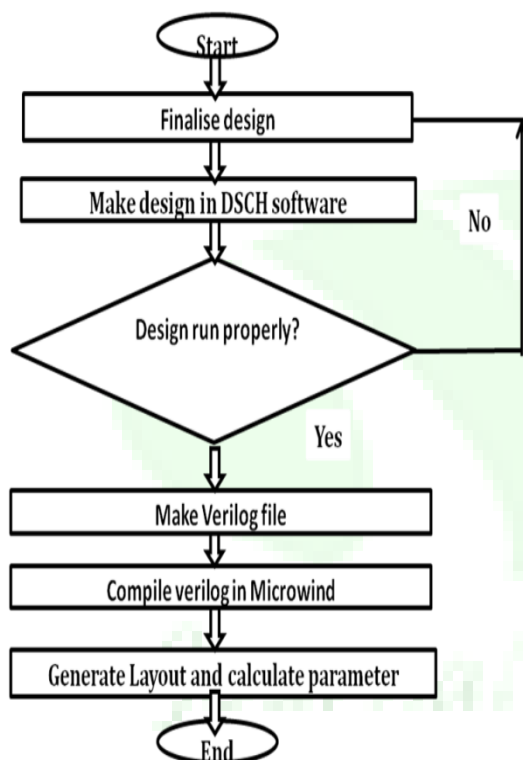 Start
Finalise design
Make design in DSCH software
No
Design run properly?
Yes
Make Verilog file
Compile verilog in Microwind
Generate Layout and calculate parameter
End